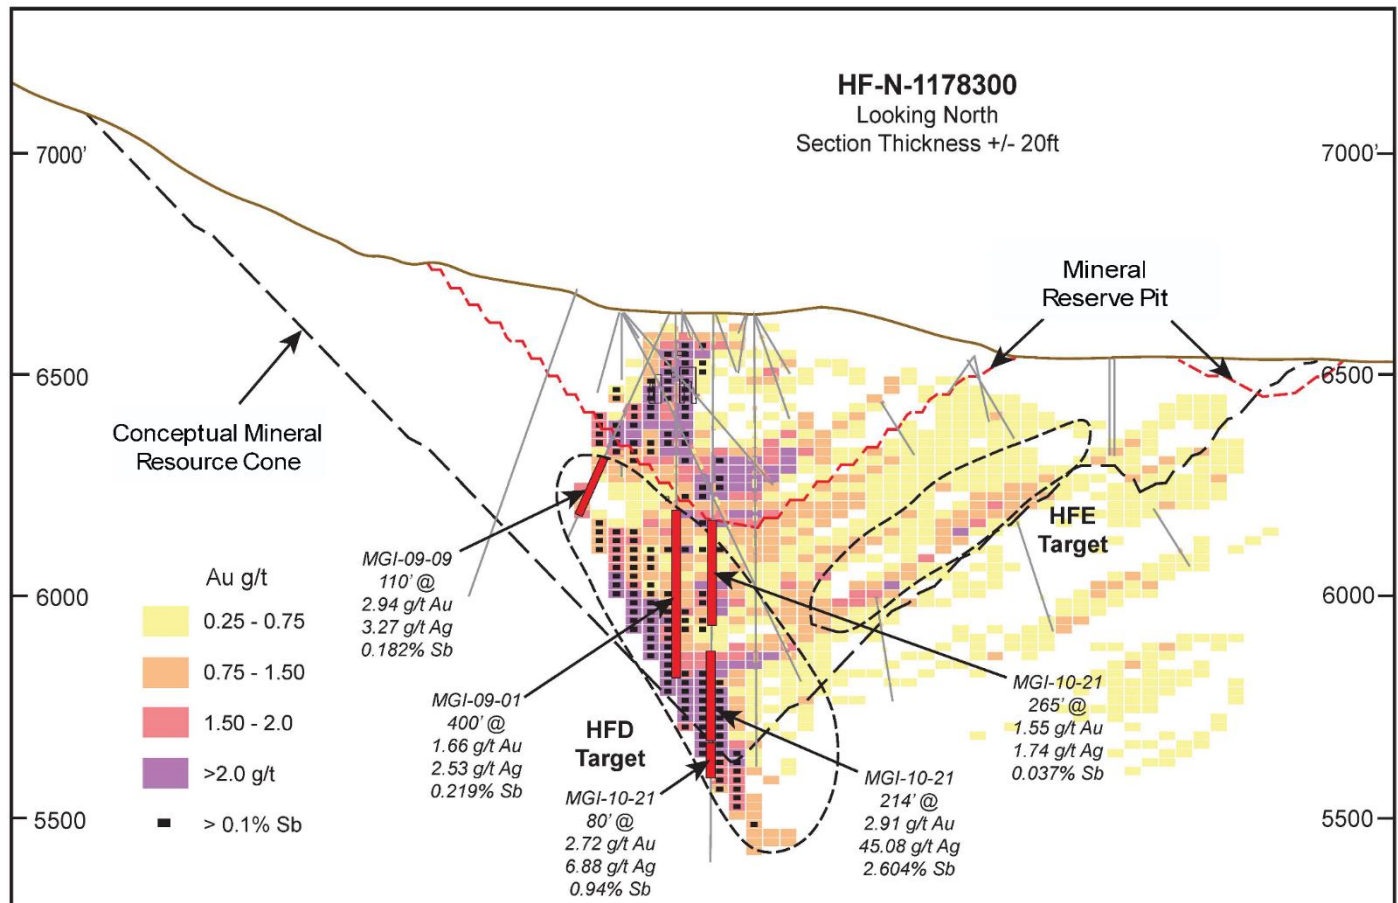 HF-N-1178300
Looking North
Section Thickness +/- 20ft
7000'
7000'
Mineral
Reserve Pit
6500
6500
Conceptual Mineral
Resource Cone
HFE
Target
MGI-09-09
110' @
2.94 g/t Au
3.27 g/t Ag
0.182% Sb
Au g/t
0.25 - 0.75
0.75 - 1.50
1.50 - 2.0
>2.0 g/t
> 0.1% Sb
6000
6000
MGI-09-01
400' @
1.66 g/t Au
2.53 g/t Ag
0.219% Sb
HFD
Target
MGI-10-21
265' @
1.55 g/t Au
1.74 g/t Ag
0.037% Sb
MGI-10-21
80' @
2.72 g/t Au
6.88 g/t Ag
0.94% Sb
MGI-10-21
214' @
2.91 g/t Au
45.08 g/t Ag
2.604% Sb
5500
5500